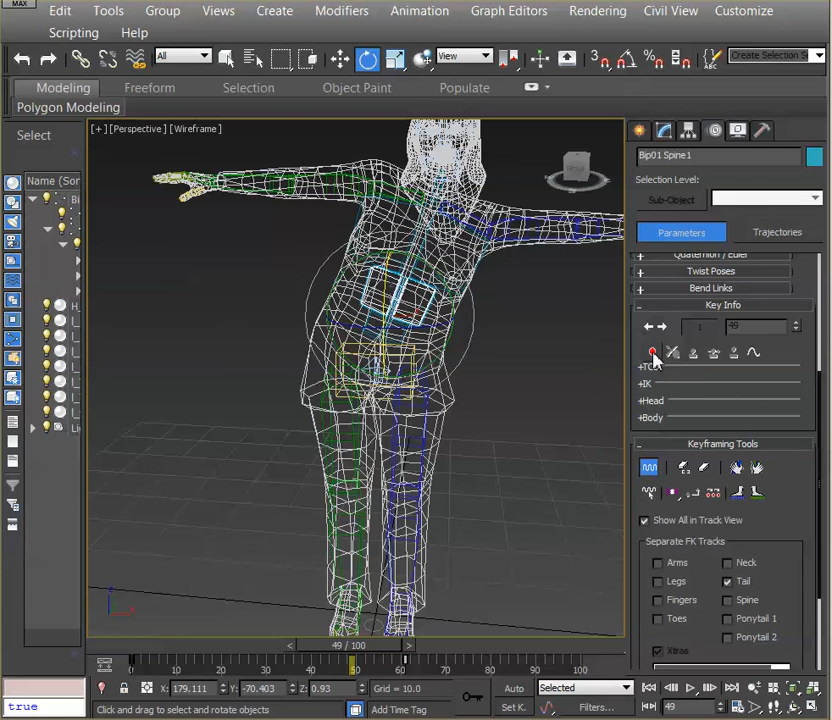 MAX
Edit Tools Group Views Create Modifiers Animation Graph Editors Rendering Civil View Customize
Scripting Help
All
View
Create Selection Se
Modeling Freeform Selection Object Paint Populate
Polygon Modeling
Select
Name (Sor
Bi
Li
[+] [Perspective] [Wireframe]
Bip01 Spine1
Selection Level:
Sub-Object
Parameters Trajectories
Quaternion / Euler
+ Twist Poses
+ Bend Links
- Key Info
1 49
+TCB
+IK
+Head
+Body
- Keyframing Tools
Show All in Track View
Separate FK Tracks
Arms Neck
Legs Tail
Fingers Spine
Toes Ponytail 1
Ponytail 2
Xtras
< 49 / 100 >
10 20 30 40 50 60 70 80 90 100
X: 179.111 Y: -70.403 Z: 0.93 Grid = 10.0 Auto Selected
true Click and drag to select and rotate objects Add Time Tag Set K. Filters... 49